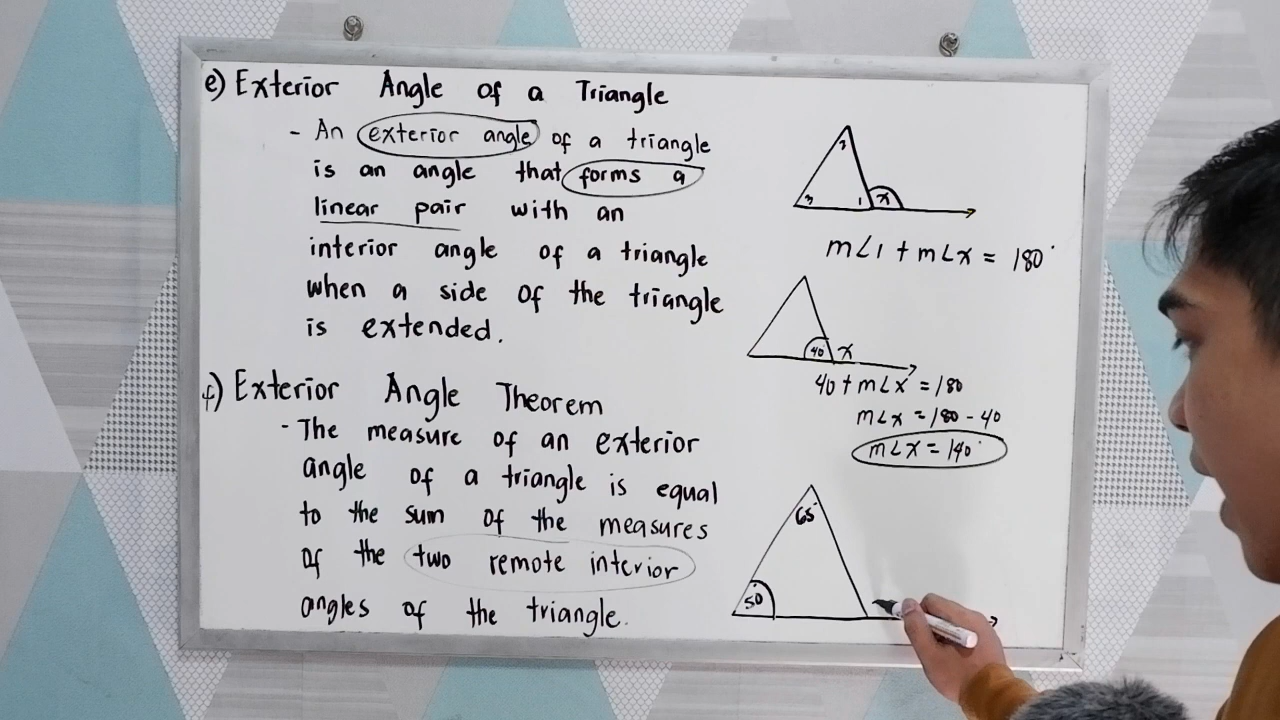 e) Exterior Angle of a Triangle
- An exterior angle of a triangle
is an angle that forms a
linear pair with an
interior angle of a triangle
when a side of the triangle
is extended.
f) Exterior Angle Theorem
- The measure of an exterior
angle of a triangle is equal
to the sum of the measures
of the two remote interior
angles of the triangle.
2
3 1 x
m∠1 + m∠x = 180°
40° x
40 + m∠x = 180
m∠x = 180 - 40
m∠x = 140°
65°
50°